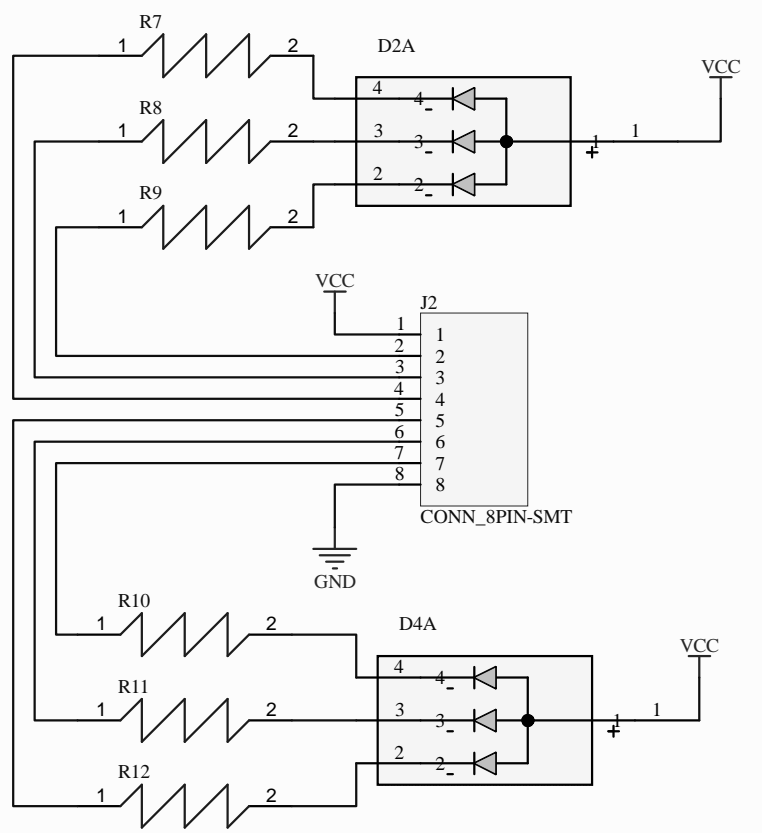 R7
1 2
D2A
VCC
4 4 -
R8
1 2
3 3 -
1 + 1
R9
2 2 -
1 2
VCC
J2
1 1
2 2
3 3
4 4
5 5
6 6
7 7
8 8
CONN_8PIN-SMT
GND
R10
1 2
D4A
VCC
4 4 -
R11
1 2
3 3 -
1 + 1
R12
2 2 -
1 2